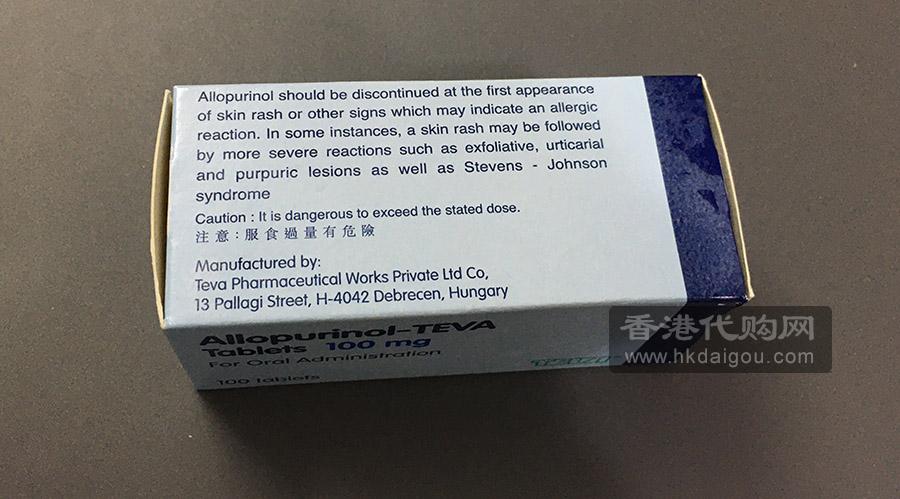 Allopurinol should be discontinued at the first appearance
of skin rash or other signs which may indicate an allergic
reaction. In some instances, a skin rash may be followed
by more severe reactions such as exfoliative, urticarial
and purpuric lesions as well as Stevens - Johnson
syndrome
Caution : It is dangerous to exceed the stated dose.
注意：服食過量有危險
Manufactured by:
Teva Pharmaceutical Works Private Ltd Co,
13 Pallagi Street, H-4042 Debrecen, Hungary
Allopurinol-TEVA
Tablets 100 mg
For Oral Administration
100 tablets
香港代购网
www.hkdaigou.com